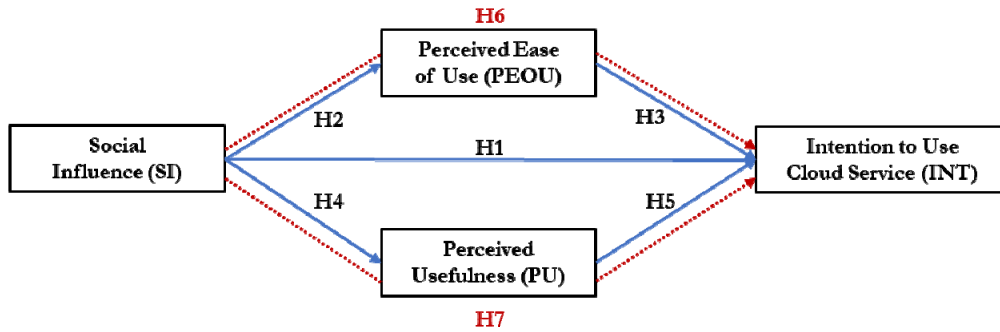 H6
Perceived Ease
of Use (PEOU)
H2
H3
Social
Influence (SI)
H1
Intention to Use
Cloud Service (INT)
H4
H5
Perceived
Usefulness (PU)
H7